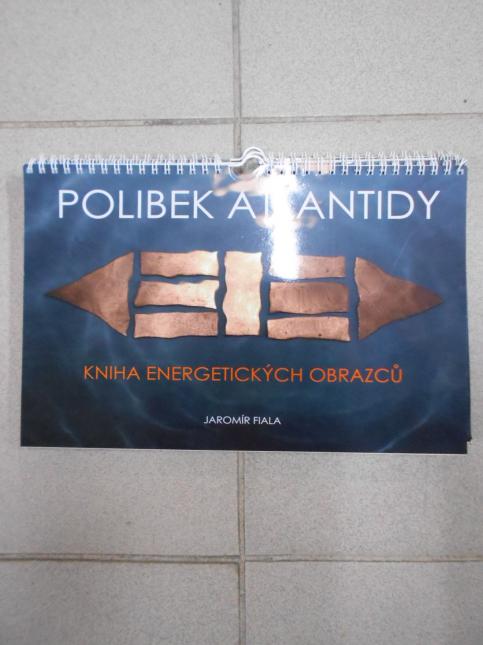 POLIBEK ATLANTIDY
KNIHA ENERGETICKÝCH OBRAZCŮ
JAROMÍR FIALA